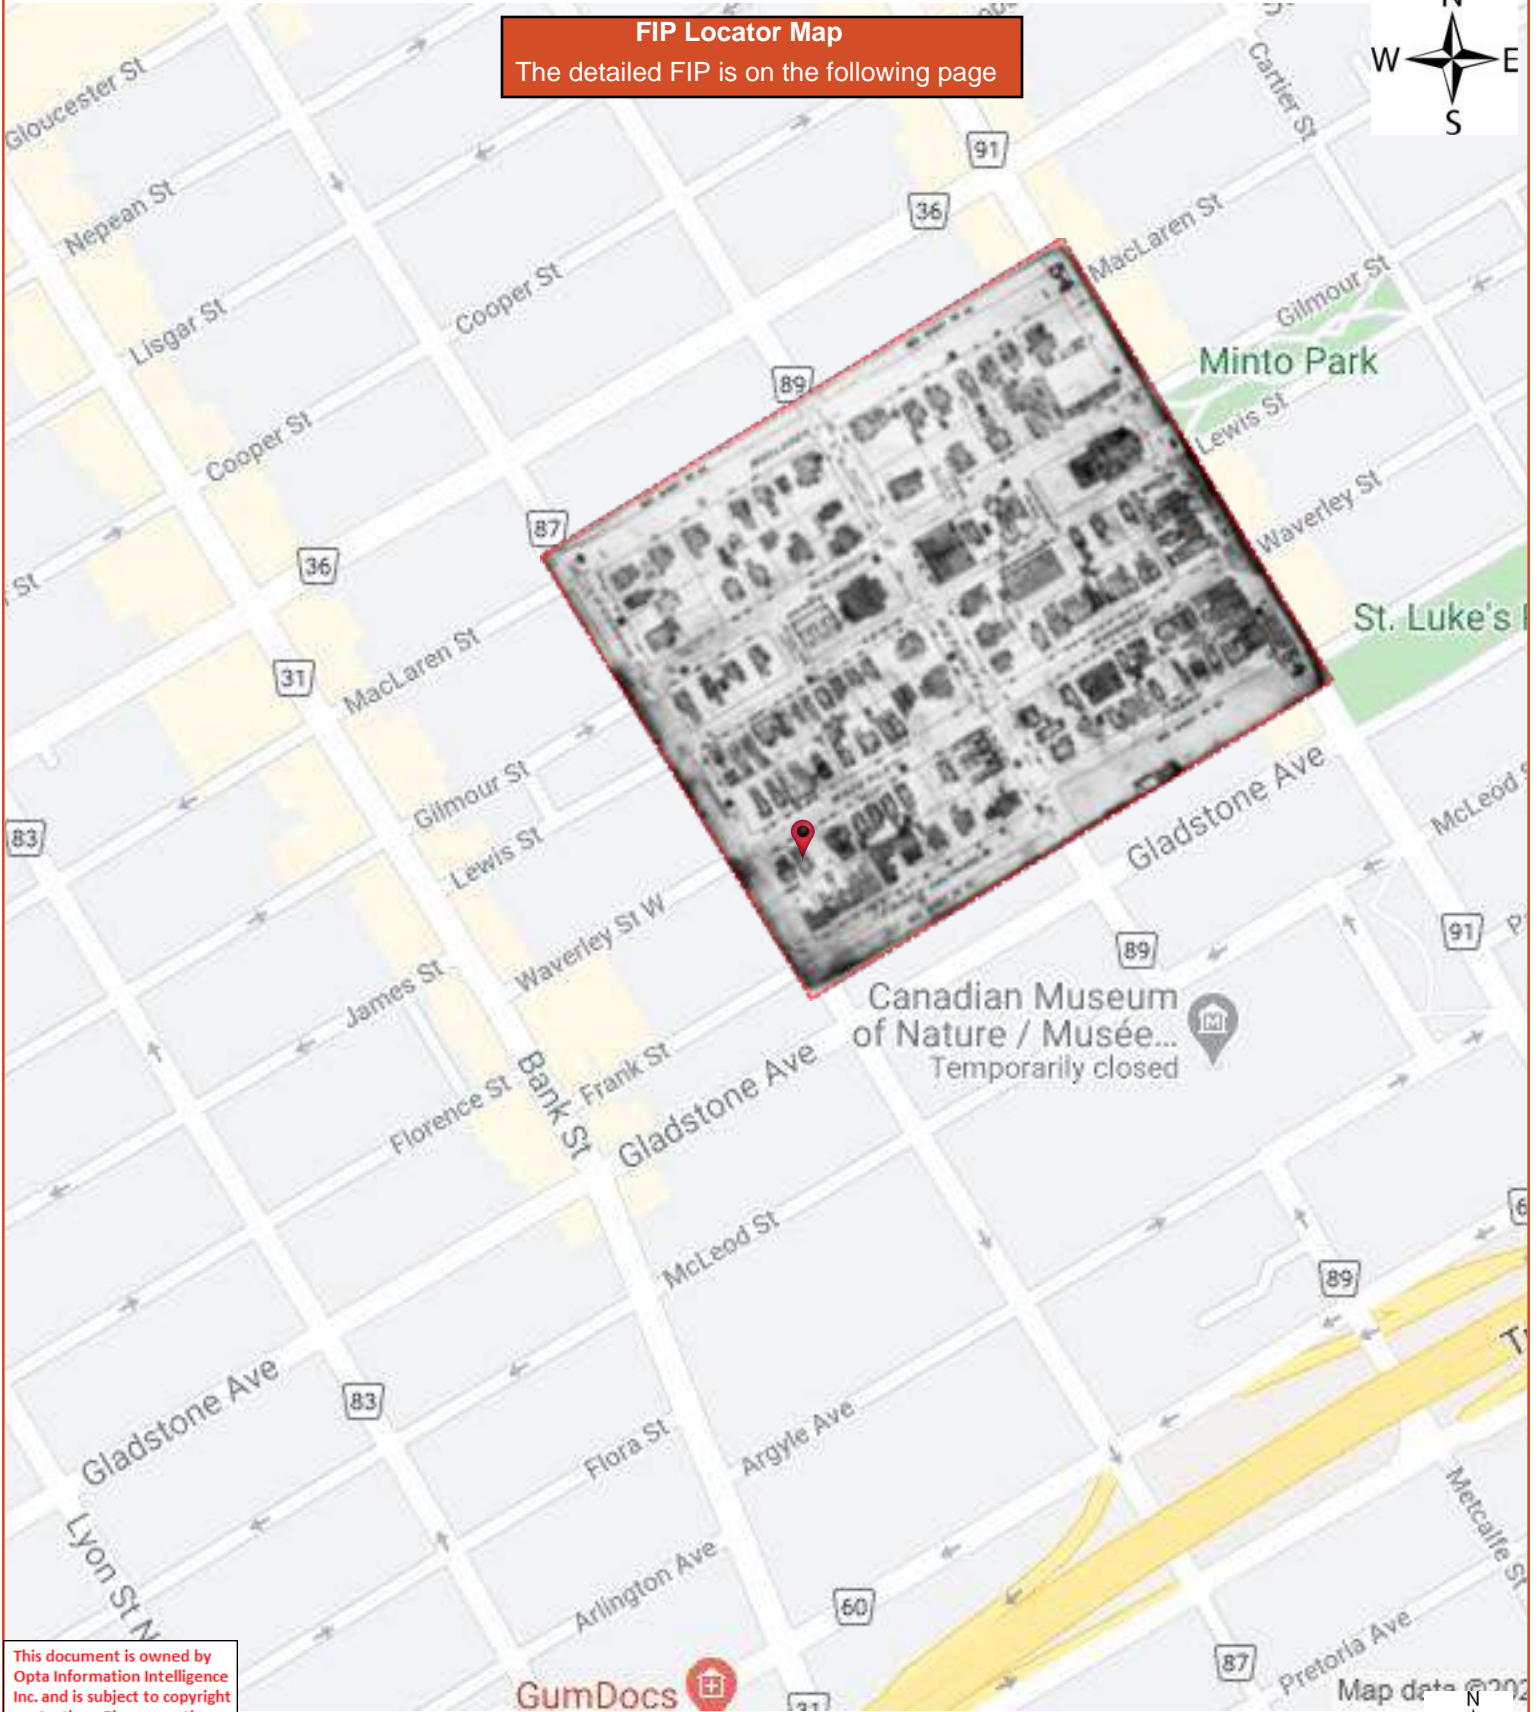 FIP Locator Map
The detailed FIP is on the following page
N
W
E
S
Gloucester St
Nepean St
Lisgar St
Cooper St
Cooper St
Cartier St
91
36
MacLaren St
Gilmour St
Minto Park
Lewis St
Waverley St
89
87
36
St
St. Luke's
31
MacLaren St
Gilmour St
Lewis St
83
Waverley St W
James St
Gladstone Ave
McLeod
91
89
Canadian Museum
of Nature / Musée...
Temporarily closed
Bank St
Frank St
Florence St
Gladstone Ave
McLeod St
89
83
Gladstone Ave
Flora St
Argyle Ave
Metcalfe St
Lyon St N
Arlington Ave
60
87
Pretoria Ave
This document is owned by
Opta Information Intelligence
Inc. and is subject to copyright
GumDocs
31
Map data ©202
N